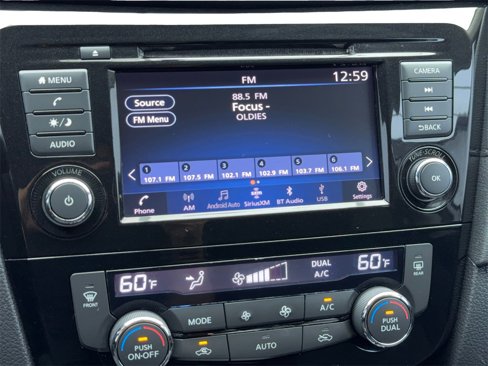 FM 12:59
MENU
CAMERA
Source
88.5 FM
Focus -
OLDIES
FM Menu
BACK
AUDIO
VOLUME
TUNE·SCROLL
OK
1 2 3 4 5 6
107.1 FM 107.5 FM 102.1 FM 102.9 FM 103.7 FM 106.1 FM
Phone AM Android Auto SiriusXM BT Audio USB Settings
60°F DUAL A/C 60°F
FRONT
REAR
MODE
A/C
PUSH ON·OFF
AUTO
PUSH DUAL